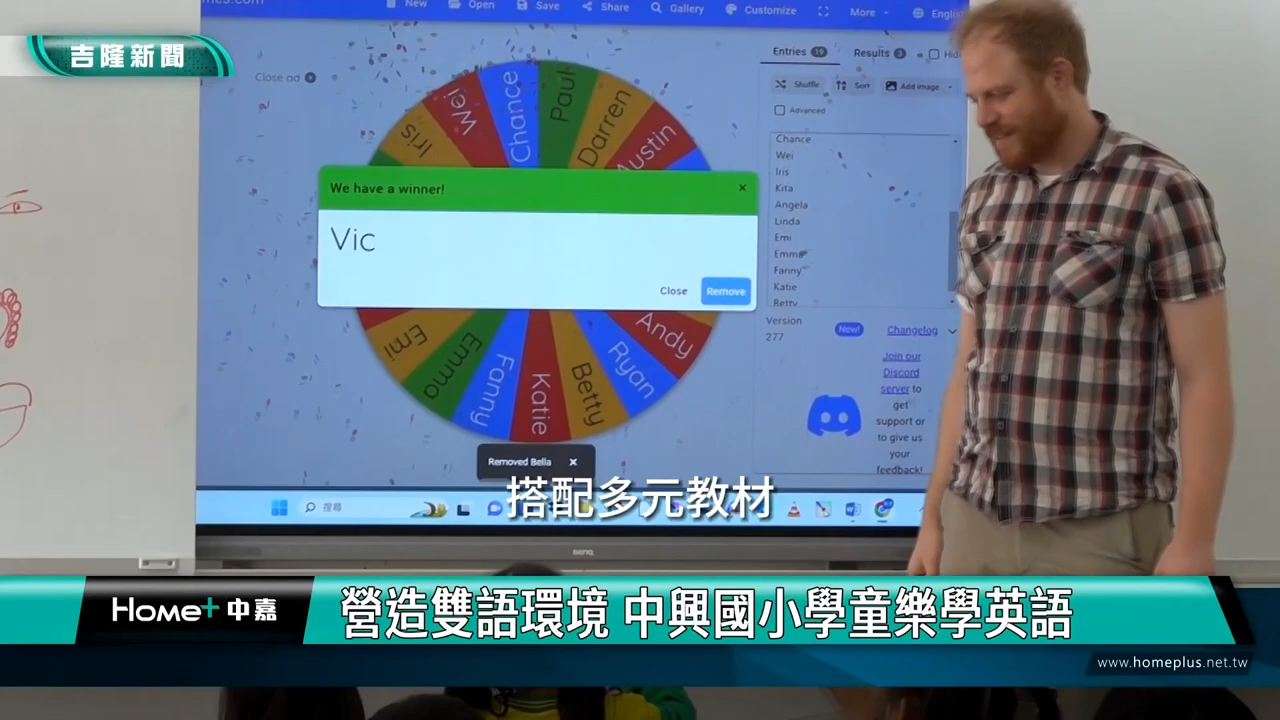 New Open Save Share Gallery Customize More English
吉隆新聞
Close ad
Entries 19 Results 3
Shuffle Sort Add image
Advanced
Iris
Wei
Chance
Paul
Darren
Austin
We have a winner!
Vic
Close Remove
Chance
Wei
Iris
Kita
Angela
Linda
Emi
Emma
Fanny
Katie
Betty
Emi
Emma
Fanny
Katie
Betty
Ryan
Andy
Version
277
New!
Changelog
Join our
Discord
server to
get
support or
to give us
your
feedback!
Removed Bella
搜尋
搭配多元教材
BenQ
Home+中嘉
營造雙語環境 中興國小學童樂學英語
www.homeplus.net.tw